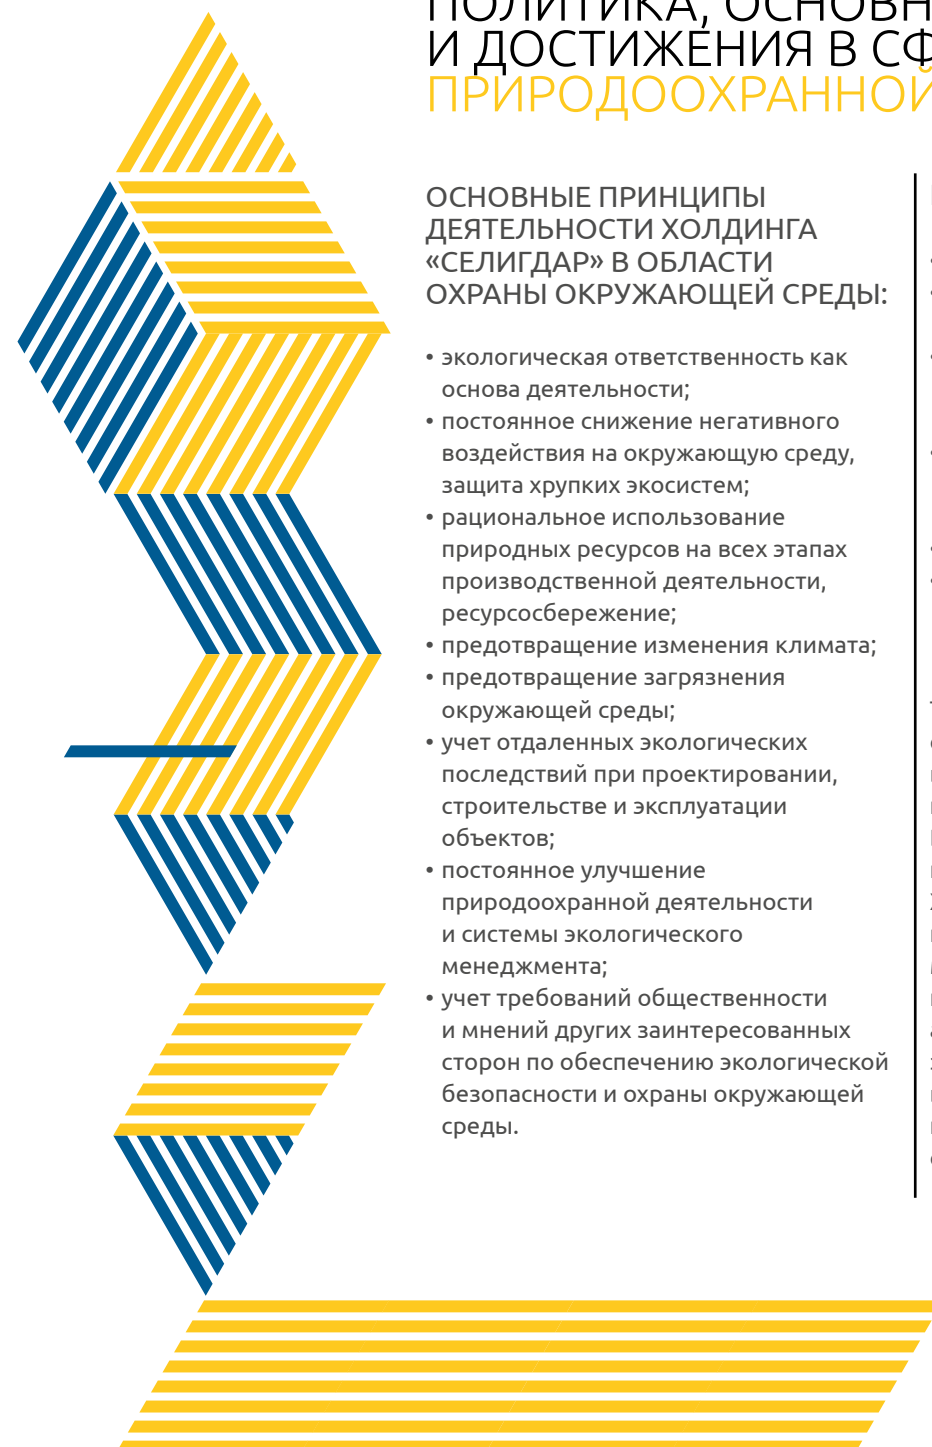 И ДОСТИЖЕНИЯ В
ПРИРОДООХРАННОЙ
ОСНОВНЫЕ ПРИНЦИПЫ
ДЕЯТЕЛЬНОСТИ ХОЛДИНГА
«СЕЛИГДАР» В ОБЛАСТИ
ОХРАНЫ ОКРУЖАЮЩЕЙ СРЕДЫ:
• экологическая ответственность как
основа деятельности;
• постоянное снижение негативного
воздействия на окружающую среду,
защита хрупких экосистем;
• рациональное использование
природных ресурсов на всех этапах
производственной деятельности,
ресурсосбережение;
• предотвращение изменения климата;
• предотвращение загрязнения
окружающей среды;
• учет отдаленных экологических
последствий при проектировании,
строительстве и эксплуатации
объектов;
• постоянное улучшение
природоохранной деятельности
и системы экологического
менеджмента;
• учет требований общественности
и мнений других заинтересованных
сторон по обеспечению экологической
безопасности и охраны окружающей
среды.